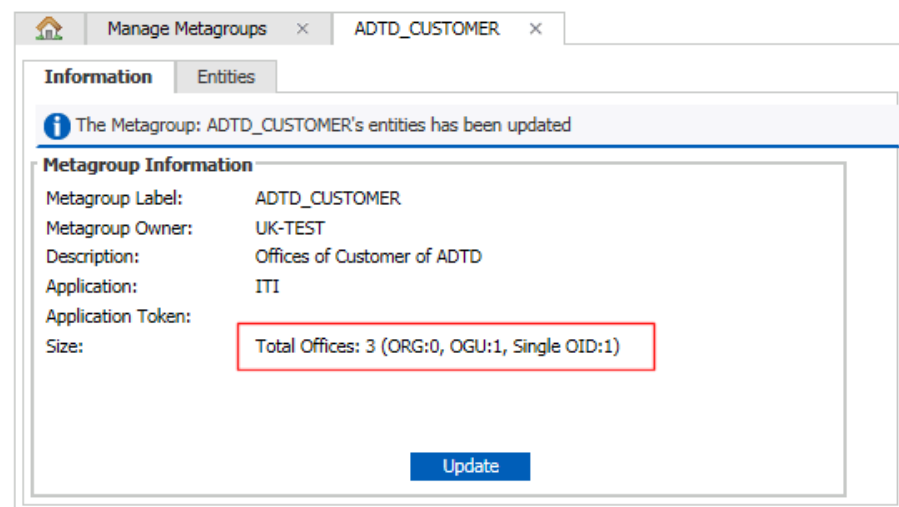 Manage Metagroups × ADTD_CUSTOMER ×
Information Entities
The Metagroup: ADTD_CUSTOMER's entities has been updated
Metagroup Information
Metagroup Label: ADTD_CUSTOMER
Metagroup Owner: UK-TEST
Description: Offices of Customer of ADTD
Application: ITI
Application Token:
Size: Total Offices: 3 (ORG:0, OGU:1, Single OID:1)
Update